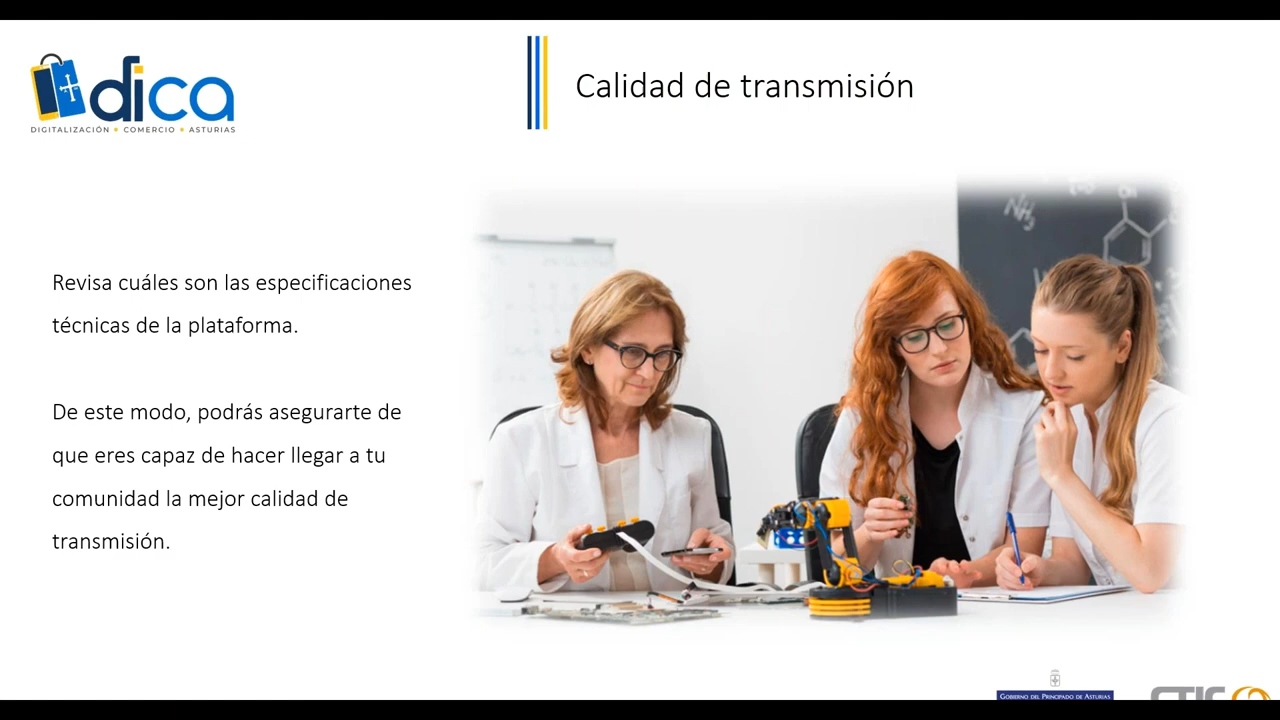 dica
DIGITALIZACIÓN • COMERCIO • ASTURIAS
Calidad de transmisión
Revisa cuáles son las especificaciones
técnicas de la plataforma.
De este modo, podrás asegurarte de
que eres capaz de hacer llegar a tu
comunidad la mejor calidad de
transmisión.
NH3
OH
GOBIERNO DEL PRINCIPADO DE ASTURIAS